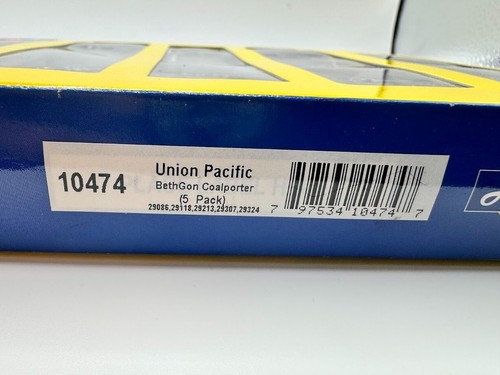 10474
Union Pacific
BethGon Coalporter
(5 Pack)
29086,29118,29213,29307,29324
7 97534 10474 7